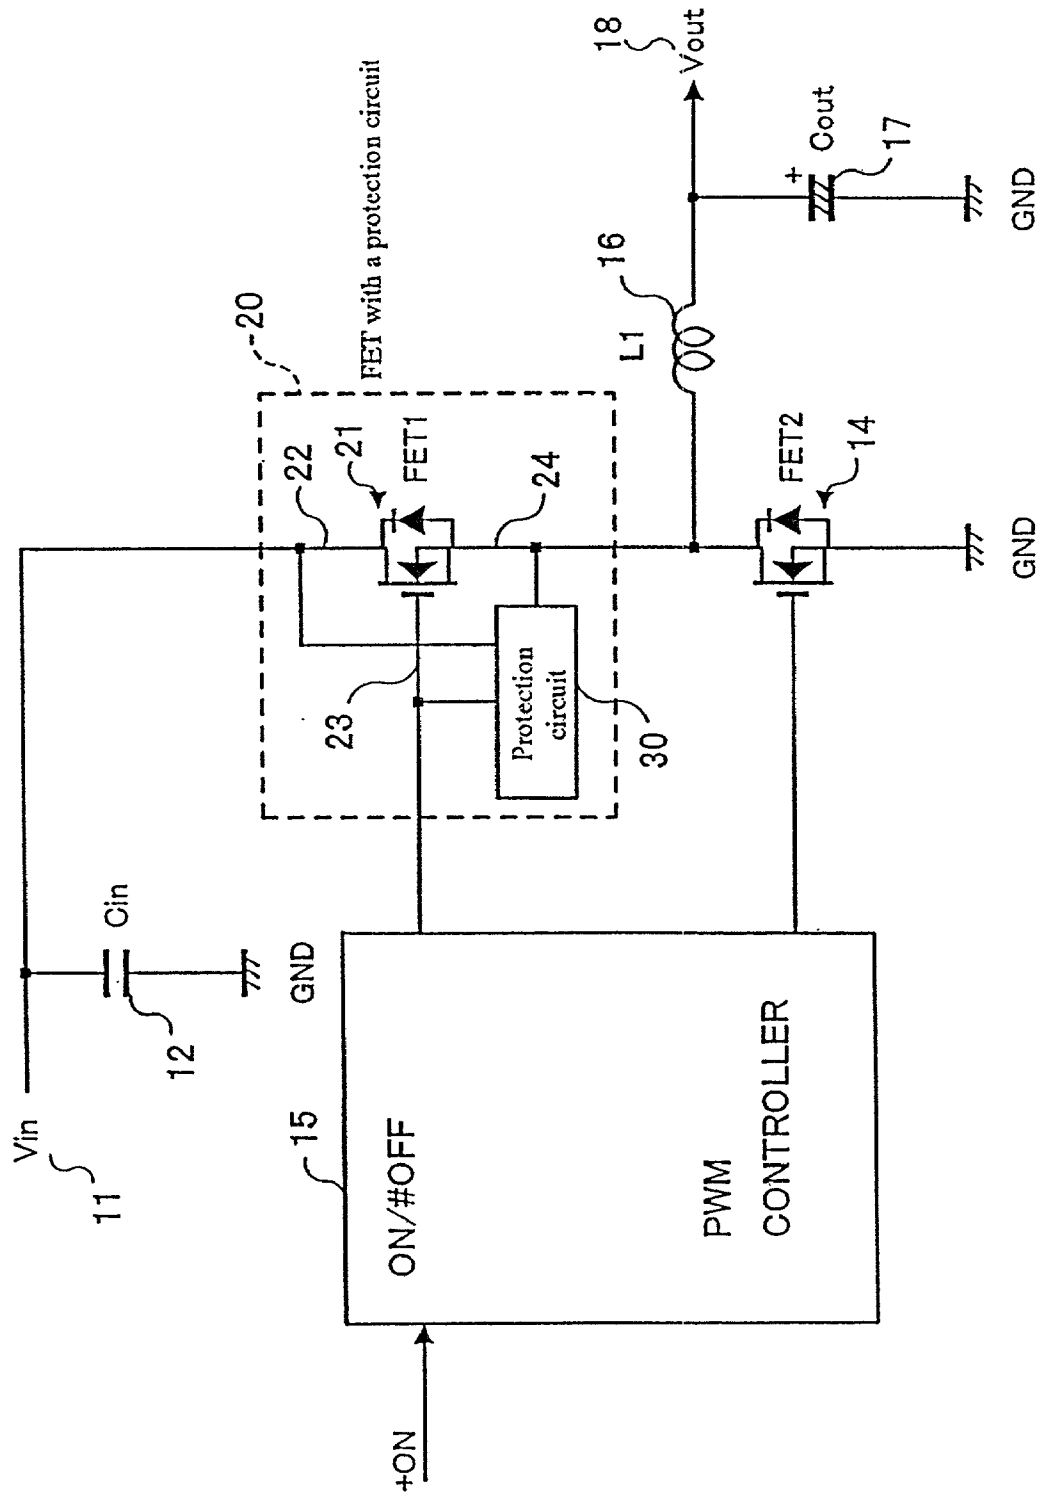 Vin
11
Cin
12
GND
20
FET with a protection circuit
22
21
FET1
23
24
Protection
circuit
30
15
ON/#OFF
PWM
CONTROLLER
+ON
L1
16
18
Vout
+
Cout
17
GND
FET2
14
GND